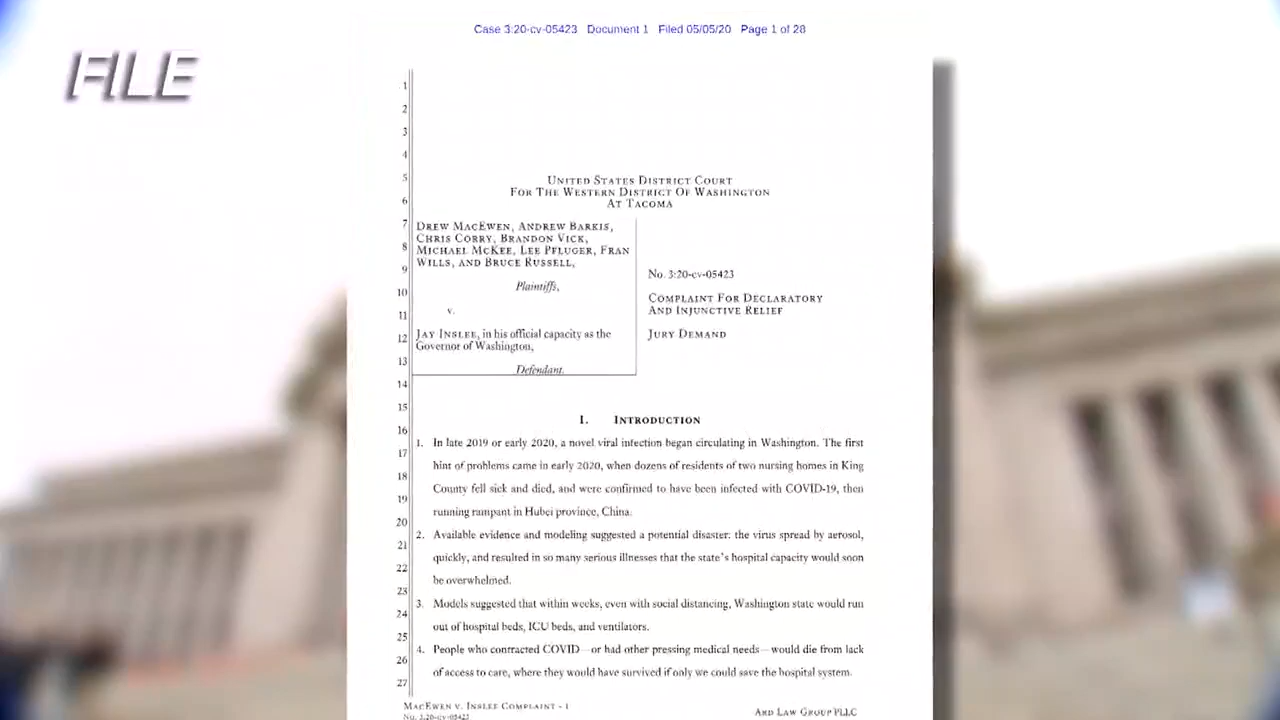 Case 3:20-cv-05423 Document 1 Filed 05/05/20 Page 1 of 28
FILE
1
2
3
4
5
6
7
8
9
10
11
12
13
14
15
16
17
18
19
20
21
22
23
24
25
26
27
UNITED STATES DISTRICT COURT
FOR THE WESTERN DISTRICT OF WASHINGTON
AT TACOMA
DREW MACEWEN, ANDREW BARKIS,
CHRIS CORRY, BRANDON VICK,
MICHAEL MCKEE, LEE PFLUGER, FRAN
WILLS, AND BRUCE RUSSELL,
Plaintiffs,
v.
JAY INSLEE, in his official capacity as the
Governor of Washington,
Defendant.
No. 3:20-cv-05423
COMPLAINT FOR DECLARATORY
AND INJUNCTIVE RELIEF
JURY DEMAND
I. INTRODUCTION
1. In late 2019 or early 2020, a novel viral infection began circulating in Washington. The first
hint of problems came in early 2020, when dozens of residents of two nursing homes in King
County fell sick and died, and were confirmed to have been infected with COVID-19, then
running rampant in Hubei province, China.
2. Available evidence and modeling suggested a potential disaster: the virus spread by aerosol,
quickly, and resulted in so many serious illnesses that the state's hospital capacity would soon
be overwhelmed.
3. Models suggested that within weeks, even with social distancing, Washington state would run
out of hospital beds, ICU beds, and ventilators.
4. People who contracted COVID—or had other pressing medical needs—would die from lack
of access to care, where they would have survived if only we could save the hospital system.
MACEWEN V. INSLEE COMPLAINT - 1
No. 3:20-cv-05423
ARD LAW GROUP PLLC